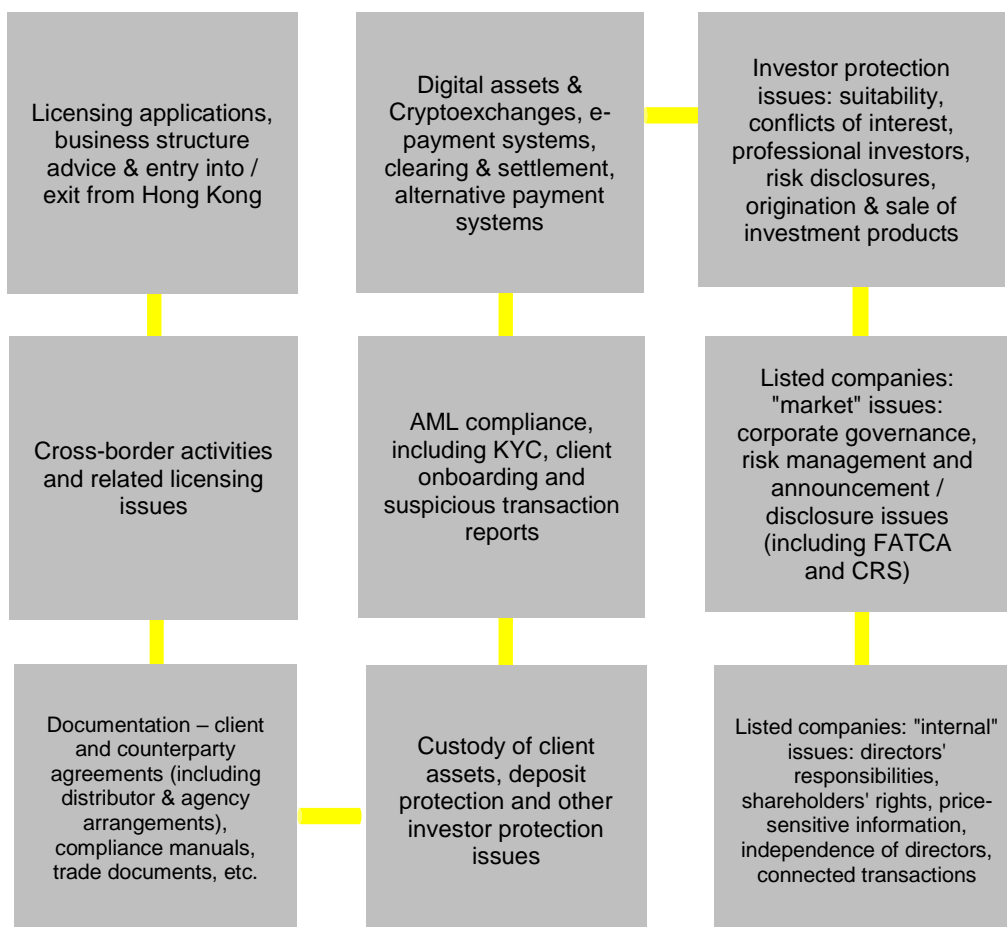 Licensing applications,
business structure
advice & entry into /
exit from Hong Kong
Cross-border activities
and related licensing
issues
Documentation – client
and counterparty
agreements (including
distributor & agency
arrangements),
compliance manuals,
trade documents, etc.
Custody of client
assets, deposit
protection and other
investor protection
issues
AML compliance,
including KYC, client
onboarding and
suspicious transaction
reports
Digital assets &
Cryptoexchanges, e-
payment systems,
clearing & settlement,
alternative payment
systems
Investor protection
issues: suitability,
conflicts of interest,
professional investors,
risk disclosures,
origination & sale of
investment products
Listed companies:
"market" issues:
corporate governance,
risk management and
announcement /
disclosure issues
(including FATCA
and CRS)
Listed companies: "internal"
issues: directors'
responsibilities,
shareholders' rights, price-
sensitive information,
independence of directors,
connected transactions